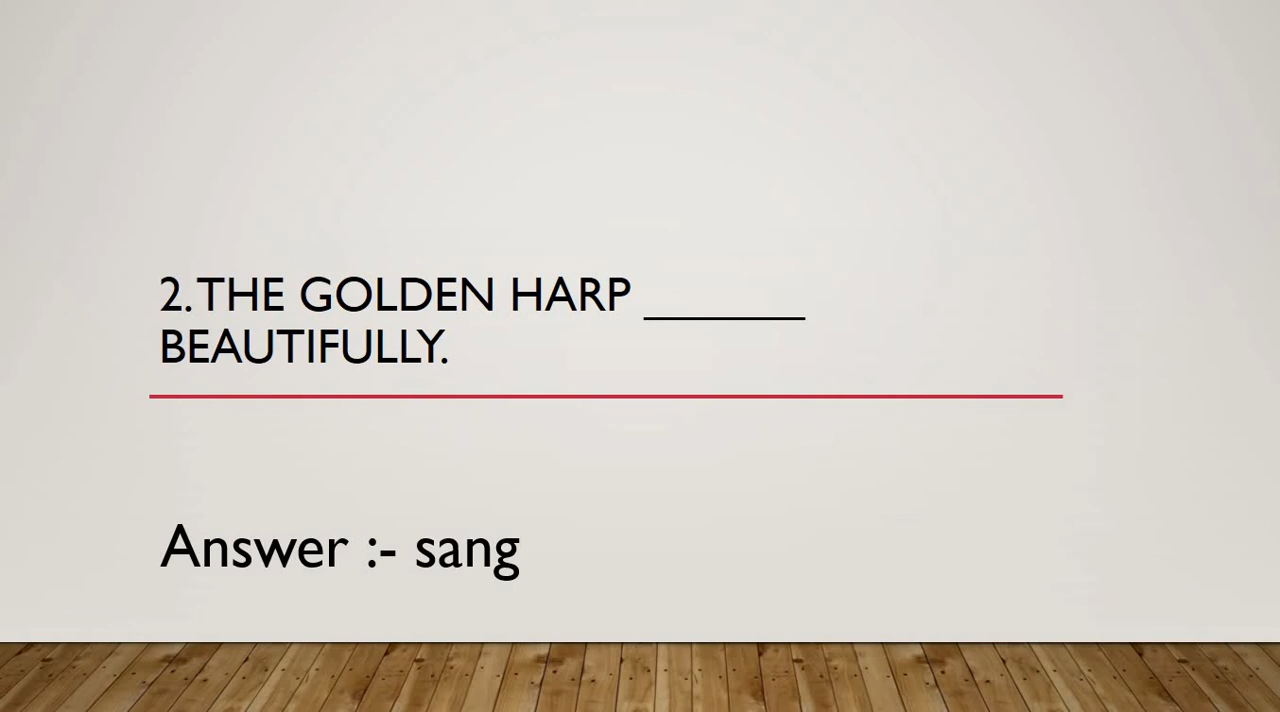 2. THE GOLDEN HARP _______
BEAUTIFULLY.
Answer :- sang